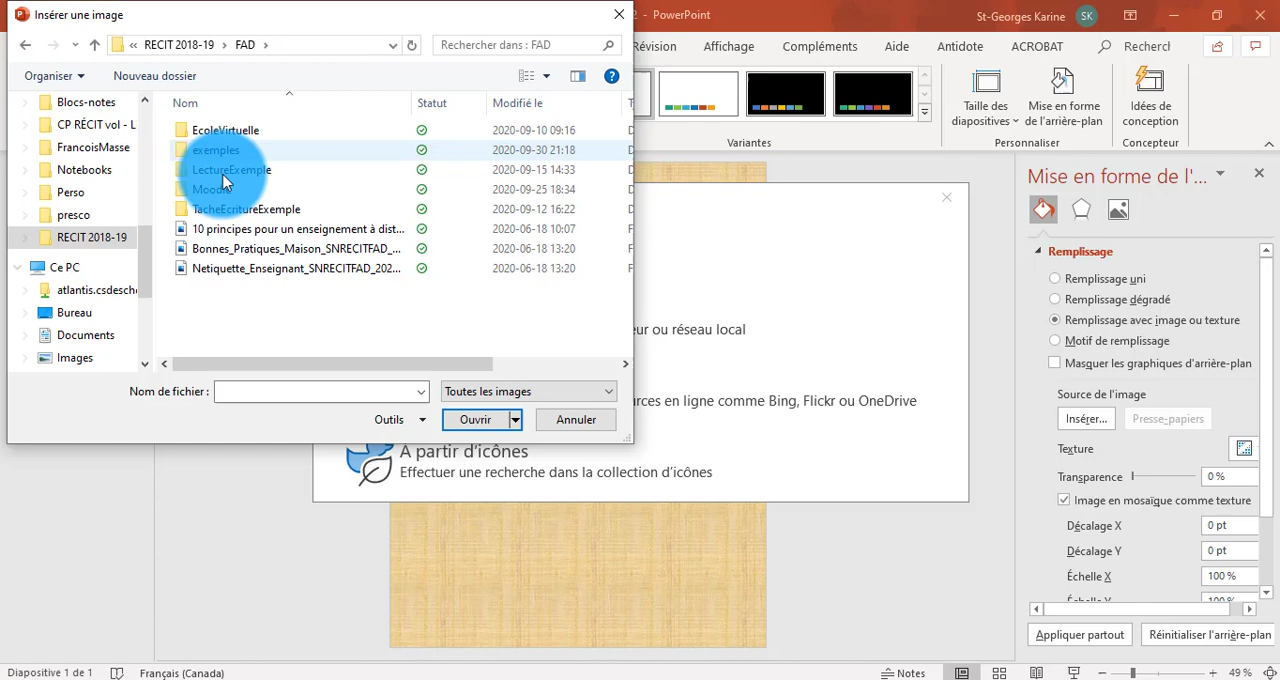 Insérer une image
2 - PowerPoint
St-Georges Karine
SK
« RECIT 2018-19 › FAD ›
Rechercher dans : FAD
Révision
Affichage
Compléments
Aide
Antidote
ACROBAT
Recherch
Organiser
Nouveau dossier
Blocs-notes
CP RÉCIT vol - L
FrancoisMasse
Notebooks
Perso
presco
RECIT 2018-19
Ce PC
atlantis.csdesche
Bureau
Documents
Images
Nom
Statut
Modifié le
T
EcoleVirtuelle
2020-09-10 09:16
D
exemples
2020-09-30 21:18
D
LectureExemple
2020-09-15 14:33
D
2020-09-25 18:34
D
TacheEcritureExemple
2020-09-12 16:22
D
10 principes pour un enseignement à dist...
2020-06-18 10:07
F
Bonnes_Pratiques_Maison_SNRECITFAD_...
2020-06-18 13:20
F
Netiquette_Enseignant_SNRECITFAD_202...
2020-06-18 13:20
F
Nom de fichier :
Toutes les images
Outils
Ouvrir
Annuler
Taille des
diapositives
Mise en forme
de l'arrière-plan
Idées de
conception
Variantes
Personnaliser
Concepteur
eur ou réseau local
rces en ligne comme Bing, Flickr ou OneDrive
À partir d'icônes
Effectuer une recherche dans la collection d'icônes
Mise en forme de l'...
Remplissage
Remplissage uni
Remplissage dégradé
Remplissage avec image ou texture
Motif de remplissage
Masquer les graphiques d'arrière-plan
Source de l'image
Insérer...
Presse-papiers
Texture
Transparence
0 %
Image en mosaïque comme texture
Décalage X
0 pt
Décalage Y
0 pt
Échelle X
100 %
Échelle Y
100 %
Appliquer partout
Réinitialiser l'arrière-plan
Diapositive 1 de 1
Français (Canada)
Notes
49 %